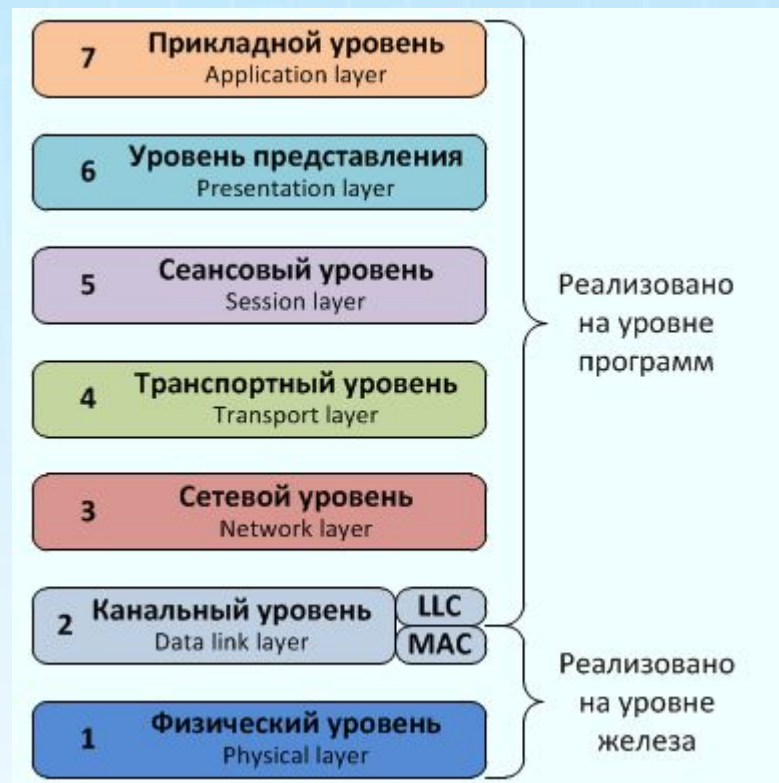 7
Прикладной уровень
Application layer
6
Уровень представления
Presentation layer
5
Сеансовый уровень
Session layer
4
Транспортный уровень
Transport layer
3
Сетевой уровень
Network layer
2
Канальный уровень
Data link layer
LLC
MAC
1
Физический уровень
Physical layer
Реализовано
на уровне
программ
Реализовано
на уровне
железа